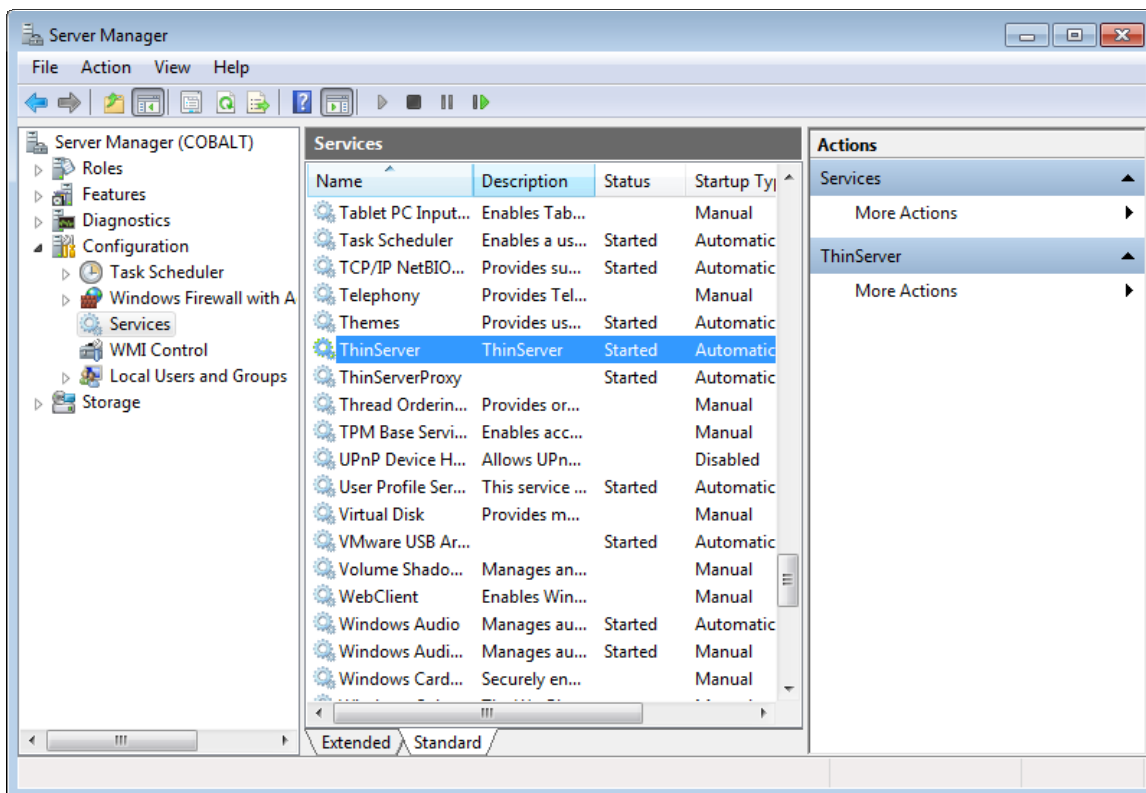 Server Manager
File Action View Help
Server Manager (COBALT)
Roles
Features
Diagnostics
Configuration
Task Scheduler
Windows Firewall with A
Services
WMI Control
Local Users and Groups
Storage
Services
Name Description Status Startup Ty
Tablet PC Input... Enables Tab... Manual
Task Scheduler Enables a us... Started Automatic
TCP/IP NetBIO... Provides su... Started Automatic
Telephony Provides Tel... Manual
Themes Provides us... Started Automatic
ThinServer ThinServer Started Automatic
ThinServerProxy Started Automatic
Thread Orderin... Provides or... Manual
TPM Base Servi... Enables acc... Manual
UPnP Device H... Allows UPn... Disabled
User Profile Ser... This service ... Started Automatic
Virtual Disk Provides m... Manual
VMware USB Ar... Started Automatic
Volume Shado... Manages an... Manual
WebClient Enables Win... Manual
Windows Audio Manages au... Started Automatic
Windows Audi... Manages au... Started Manual
Windows Card... Securely en... Manual
Extended Standard
Actions
Services
More Actions
ThinServer
More Actions